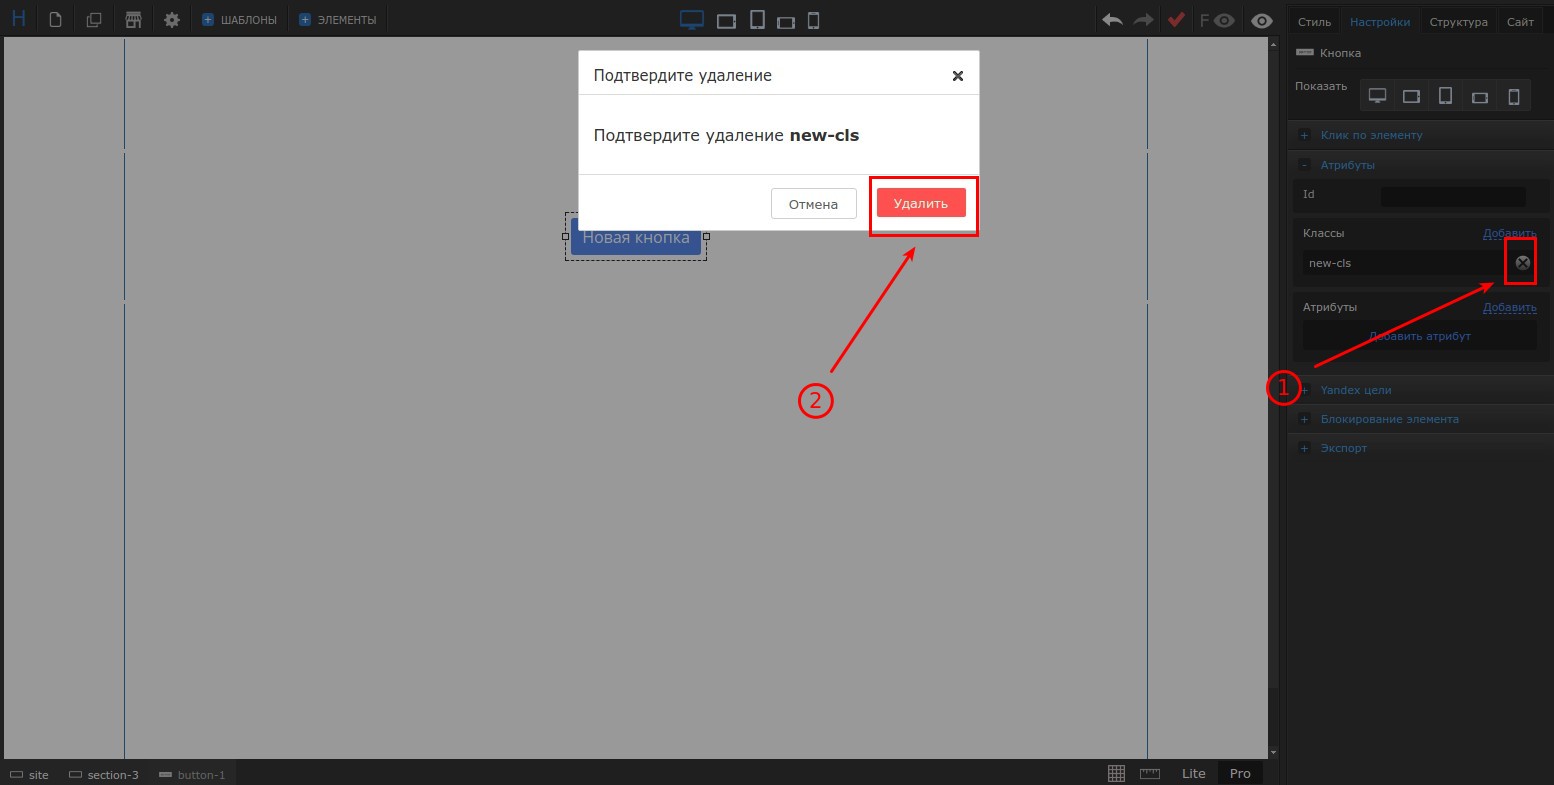 H
ШАБЛОНЫ
ЭЛЕМЕНТЫ
F
Стиль
Настройки
Структура
Сайт
Кнопка
Показать
Подтвердите удаление
Подтвердите удаление new-cls
Отмена
Удалить
Новая кнопка
Клик по элементу
Атрибуты
Id
Классы
Добавить
new-cls
Атрибуты
Добавить
Добавить атрибут
1
2
Yandex цели
Блокирование элемента
Экспорт
site
section-3
button-1
Lite
Pro